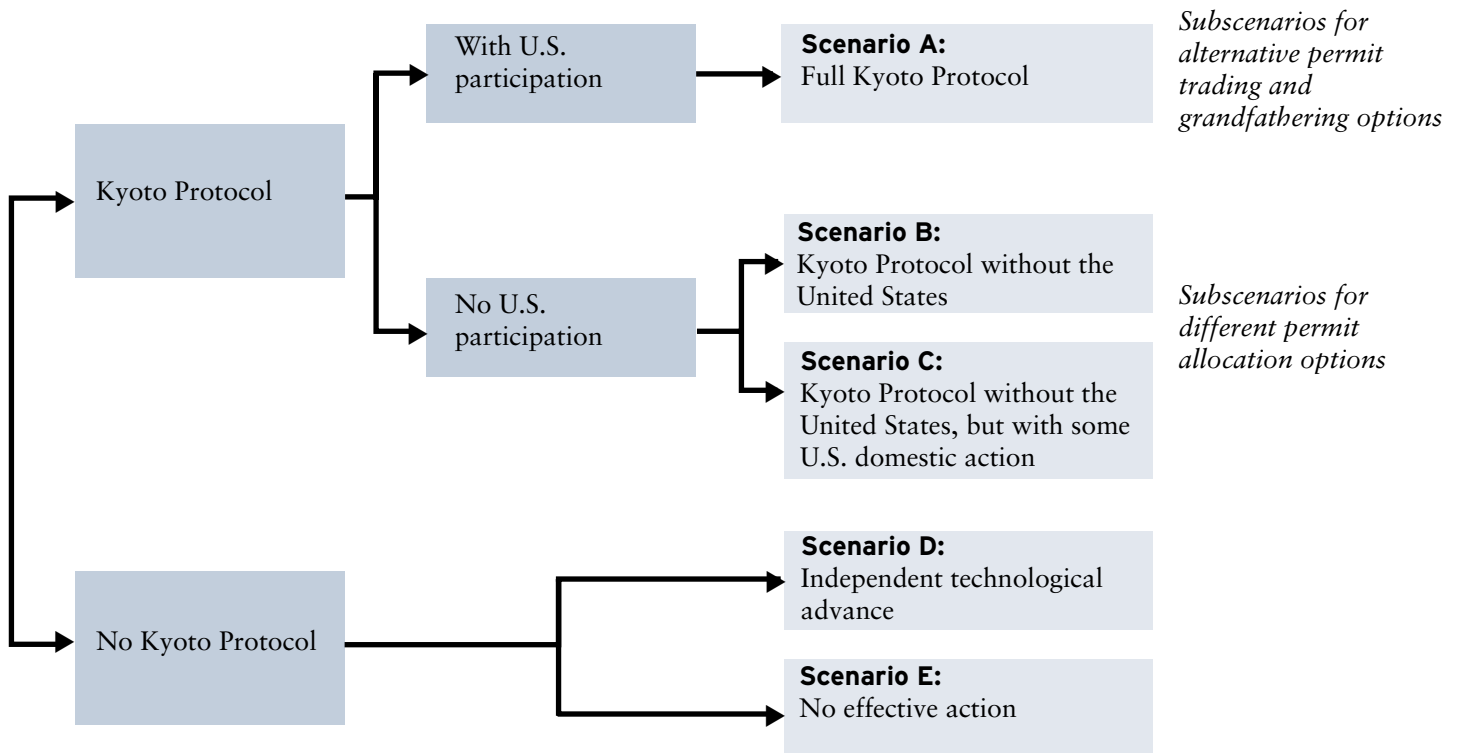 With U.S.
participation
Scenario A:
Full Kyoto Protocol
Subscenarios for
alternative permit
trading and
grandfathering options
Kyoto Protocol
No U.S.
participation
Scenario B:
Kyoto Protocol without the
United States
Scenario C:
Kyoto Protocol without the
United States, but with some
U.S. domestic action
Subscenarios for
different permit
allocation options
No Kyoto Protocol
Scenario D:
Independent technological
advance
Scenario E:
No effective action